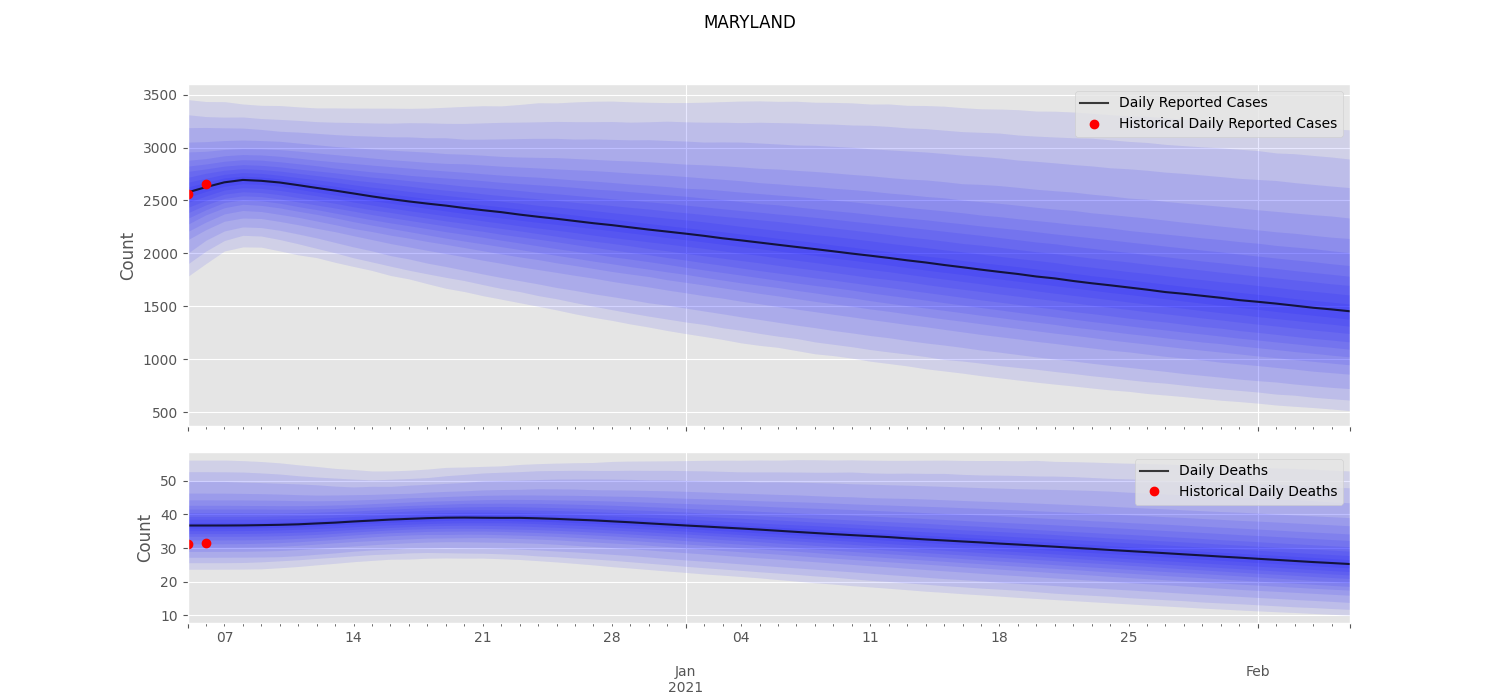 MARYLAND
3500
3000
2500
2000
1500
1000
500
Count
Daily Reported Cases
Historical Daily Reported Cases
50
40
30
20
10
Count
Daily Deaths
Historical Daily Deaths
07 14 21 28 04 11 18 25
Jan Feb
2021